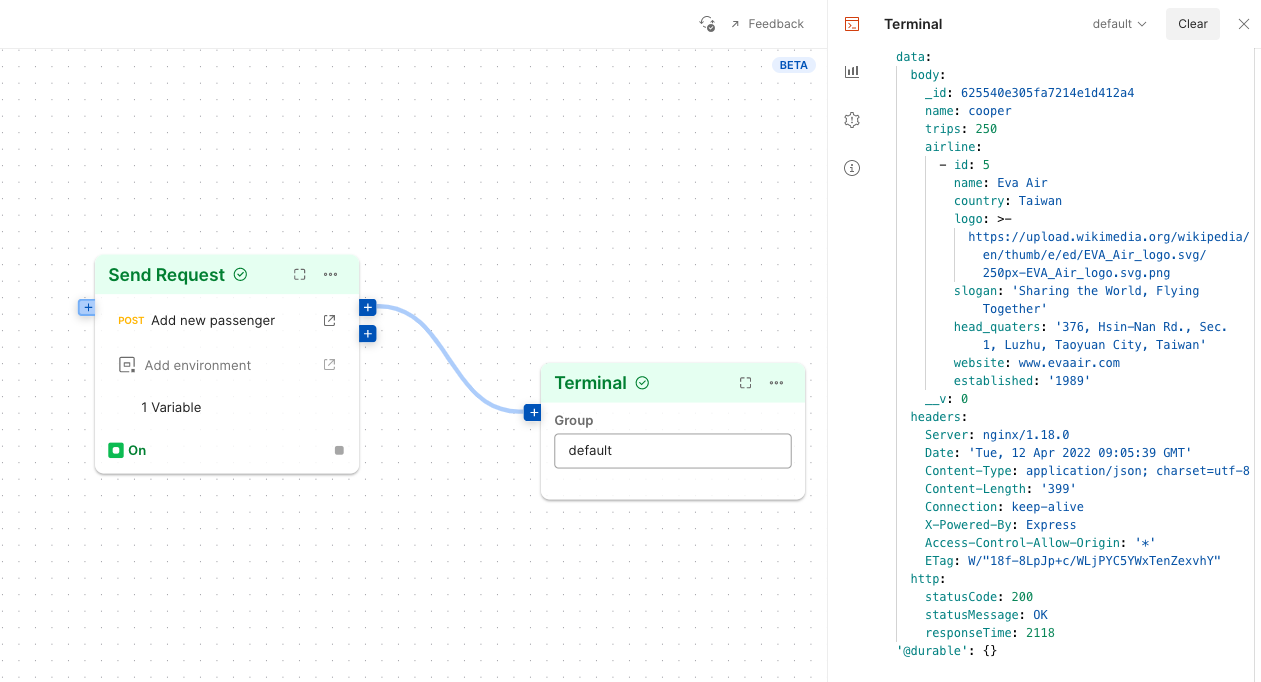 Feedback
BETA
Send Request
POST Add new passenger
Add environment
1 Variable
On
Terminal
Group
default
Terminal
default
Clear
data:
body:
_id: 625540e305fa7214e1d412a4
name: cooper
trips: 250
airline:
- id: 5
name: Eva Air
country: Taiwan
logo: >-
https://upload.wikimedia.org/wikipedia/
en/thumb/e/ed/EVA_Air_logo.svg/
250px-EVA_Air_logo.svg.png
slogan: 'Sharing the World, Flying
Together'
head_quaters: '376, Hsin-Nan Rd., Sec.
1, Luzhu, Taoyuan City, Taiwan'
website: www.evaair.com
established: '1989'
__v: 0
headers:
Server: nginx/1.18.0
Date: 'Tue, 12 Apr 2022 09:05:39 GMT'
Content-Type: application/json; charset=utf-8
Content-Length: '399'
Connection: keep-alive
X-Powered-By: Express
Access-Control-Allow-Origin: '*'
ETag: W/"18f-8LpJp+c/WLjPYC5YWxTenZexvhY"
http:
statusCode: 200
statusMessage: OK
responseTime: 2118
'@durable': {}